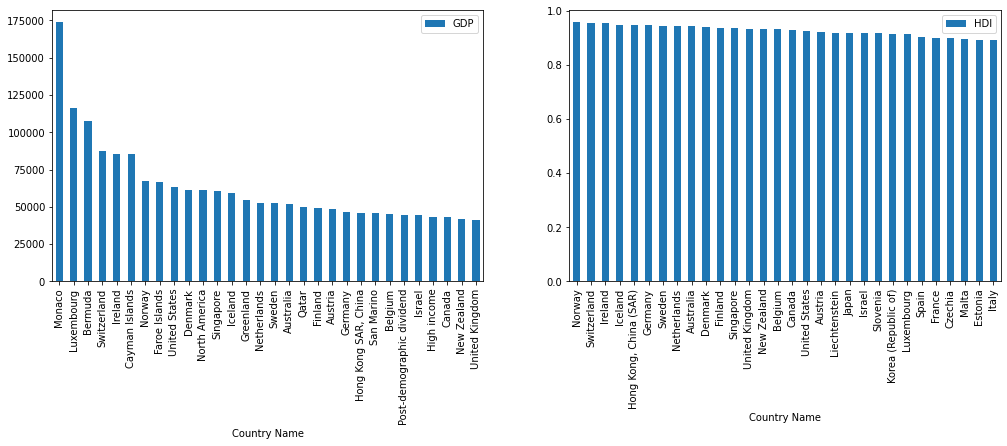 GDP
175000
150000
125000
100000
75000
50000
25000
0
Monaco
Luxembourg
Bermuda
Switzerland
Ireland
Cayman Islands
Norway
Faroe Islands
United States
Denmark
North America
Singapore
Iceland
Greenland
Netherlands
Sweden
Australia
Qatar
Finland
Austria
Germany
Hong Kong SAR, China
San Marino
Belgium
Post-demographic dividend
Israel
High income
Canada
New Zealand
United Kingdom
Country Name
HDI
1.0
0.8
0.6
0.4
0.2
0.0
Norway
Switzerland
Ireland
Iceland
Hong Kong, China (SAR)
Germany
Sweden
Netherlands
Australia
Denmark
Finland
Singapore
United Kingdom
New Zealand
Belgium
Canada
United States
Austria
Liechtenstein
Japan
Israel
Slovenia
Korea (Republic of)
Luxembourg
Spain
France
Czechia
Malta
Estonia
Italy
Country Name